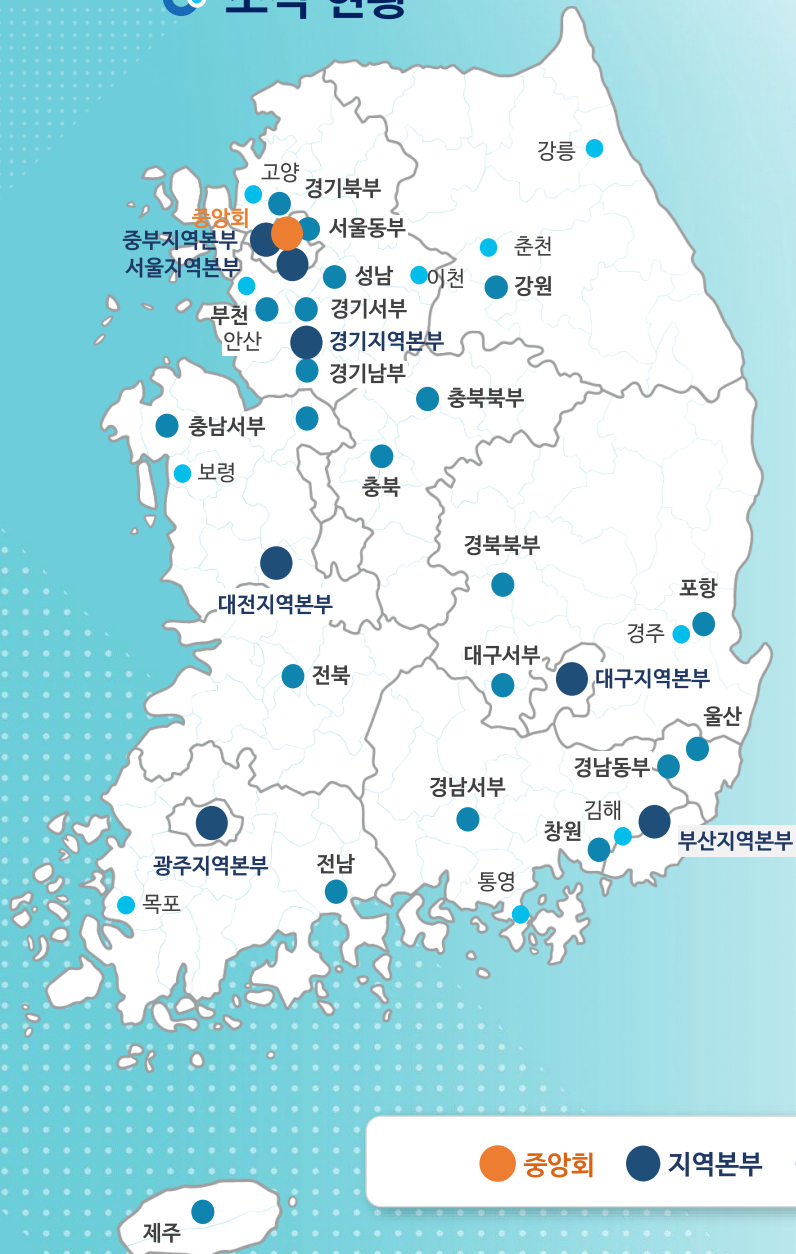 조직 현황
강릉
고양
경기북부
중앙회
서울동부
중부지역본부
춘천
서울지역본부
성남
이천
강원
부천
경기서부
안산
경기지역본부
경기남부
충북북부
충남서부
보령
충북
경북북부
포항
대전지역본부
경주
대구서부
전북
대구지역본부
울산
경남동부
경남서부
김해
창원
부산지역본부
광주지역본부
전남
통영
목포
중앙회
지역본부
제주